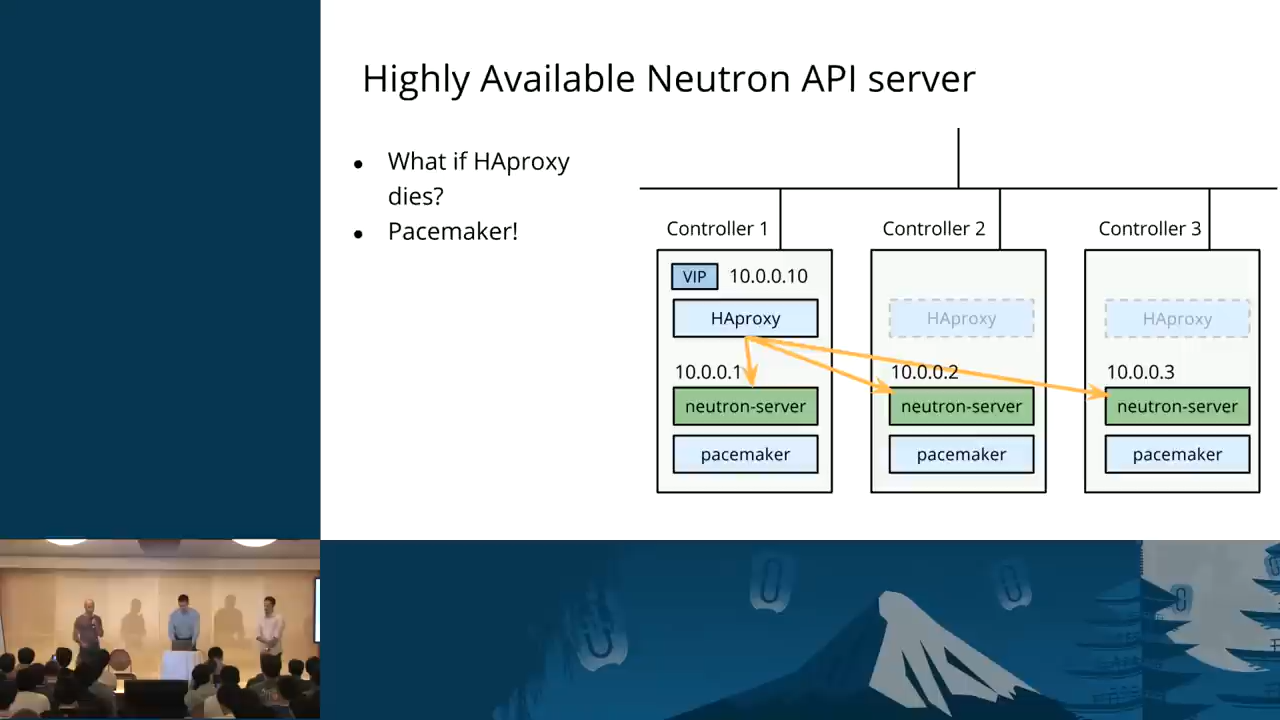 Highly Available Neutron API server
What if HAproxy
dies?
Pacemaker!
Controller 1
Controller 2
Controller 3
VIP
10.0.0.10
HAproxy
HAproxy
HAproxy
10.0.0.1
10.0.0.2
10.0.0.3
neutron-server
neutron-server
neutron-server
pacemaker
pacemaker
pacemaker